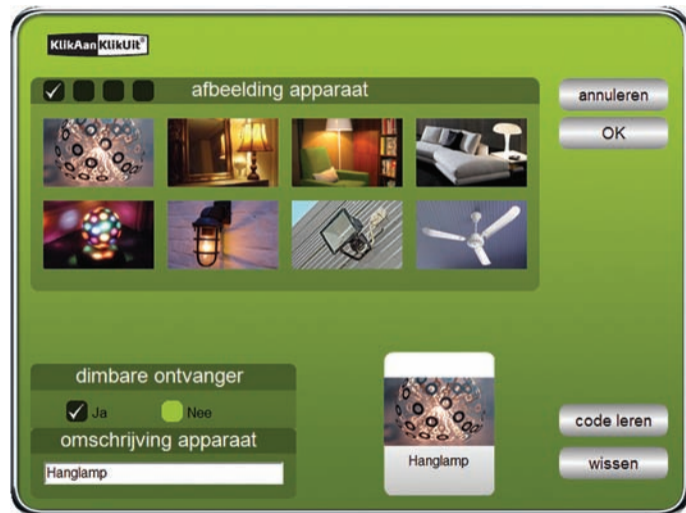 KlikAanKlikUit®
afbeelding apparaat
annuleren
OK
dimbare ontvanger
Ja Nee
omschrijving apparaat
Hanglamp
Hanglamp
code leren
wissen